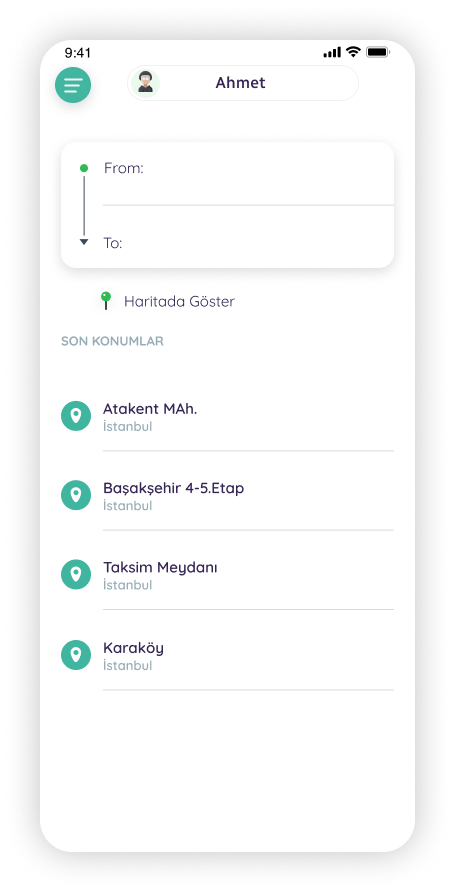 9:41
Ahmet
From:
To:
Haritada Göster
SON KONUMLAR
Atakent MAh.
İstanbul
Başakşehir 4-5.Etap
İstanbul
Taksim Meydanı
İstanbul
Karaköy
İstanbul